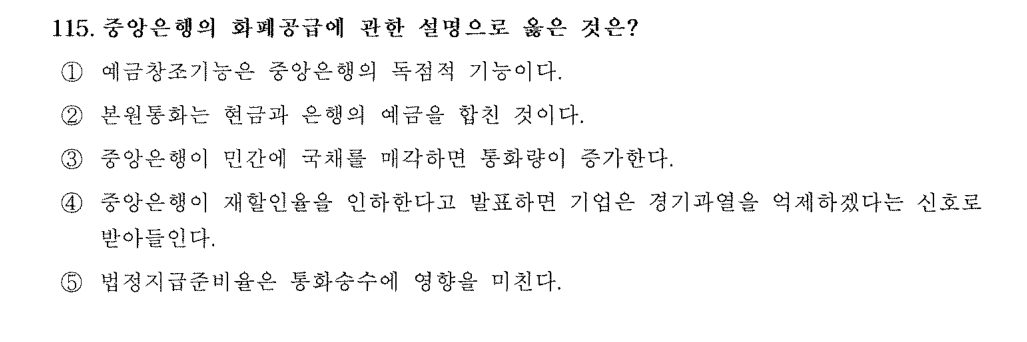 115. 중앙은행의 화폐공급에 관한 설명으로 옳은 것은?
① 예금창조기능은 중앙은행의 독점적 기능이다.
② 본원통화는 현금과 은행의 예금을 합친 것이다.
③ 중앙은행이 민간에 국채를 매각하면 통화량이 증가한다.
④ 중앙은행이 재할인율을 인하한다고 발표하면 기업은 경기과열을 억제하겠다는 신호로
받아들인다.
⑤ 법정지급준비율은 통화승수에 영향을 미친다.